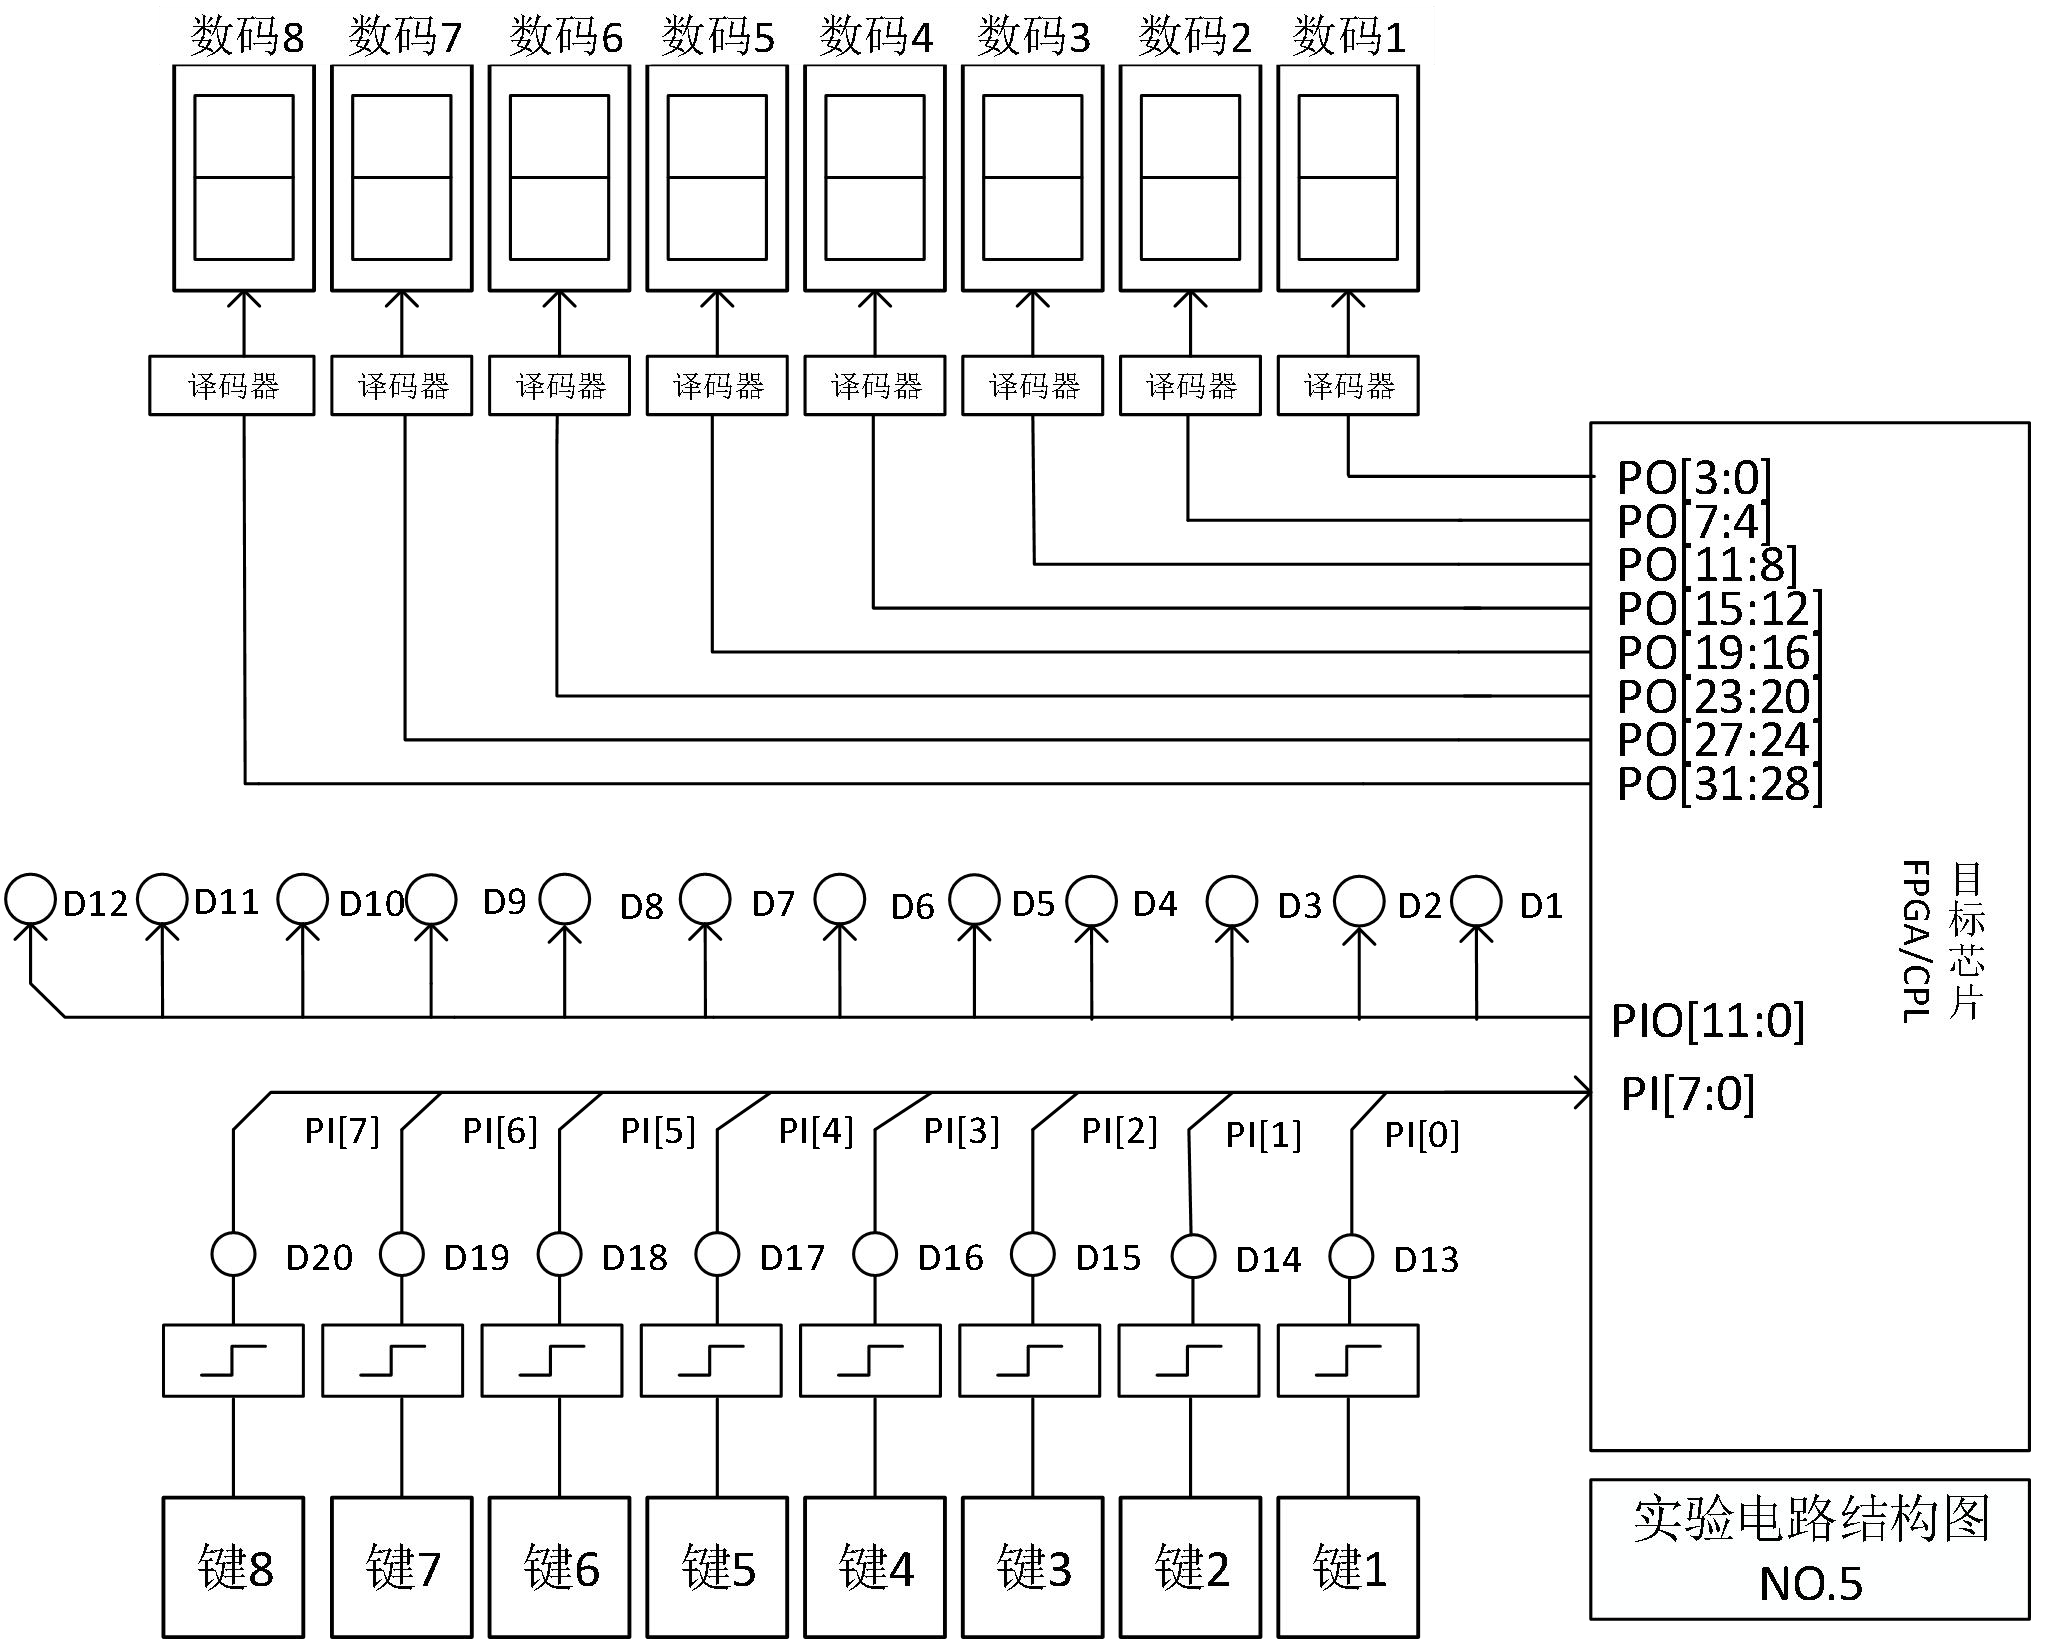 数码8
数码7
数码6
数码5
数码4
数码3
数码2
数码1
译码器
译码器
译码器
译码器
译码器
译码器
译码器
译码器
PO[3:0]
PO[7:4]
PO[11:8]
PO[15:12]
PO[19:16]
PO[23:20]
PO[27:24]
PO[31:28]
目标芯片
FPGA/CPL
D12
D11
D10
D9
D8
D7
D6
D5
D4
D3
D2
D1
PIO[11:0]
PI[7:0]
PI[7]
PI[6]
PI[5]
PI[4]
PI[3]
PI[2]
PI[1]
PI[0]
D20
D19
D18
D17
D16
D15
D14
D13
键8
键7
键6
键5
键4
键3
键2
键1
实验电路结构图
NO.5